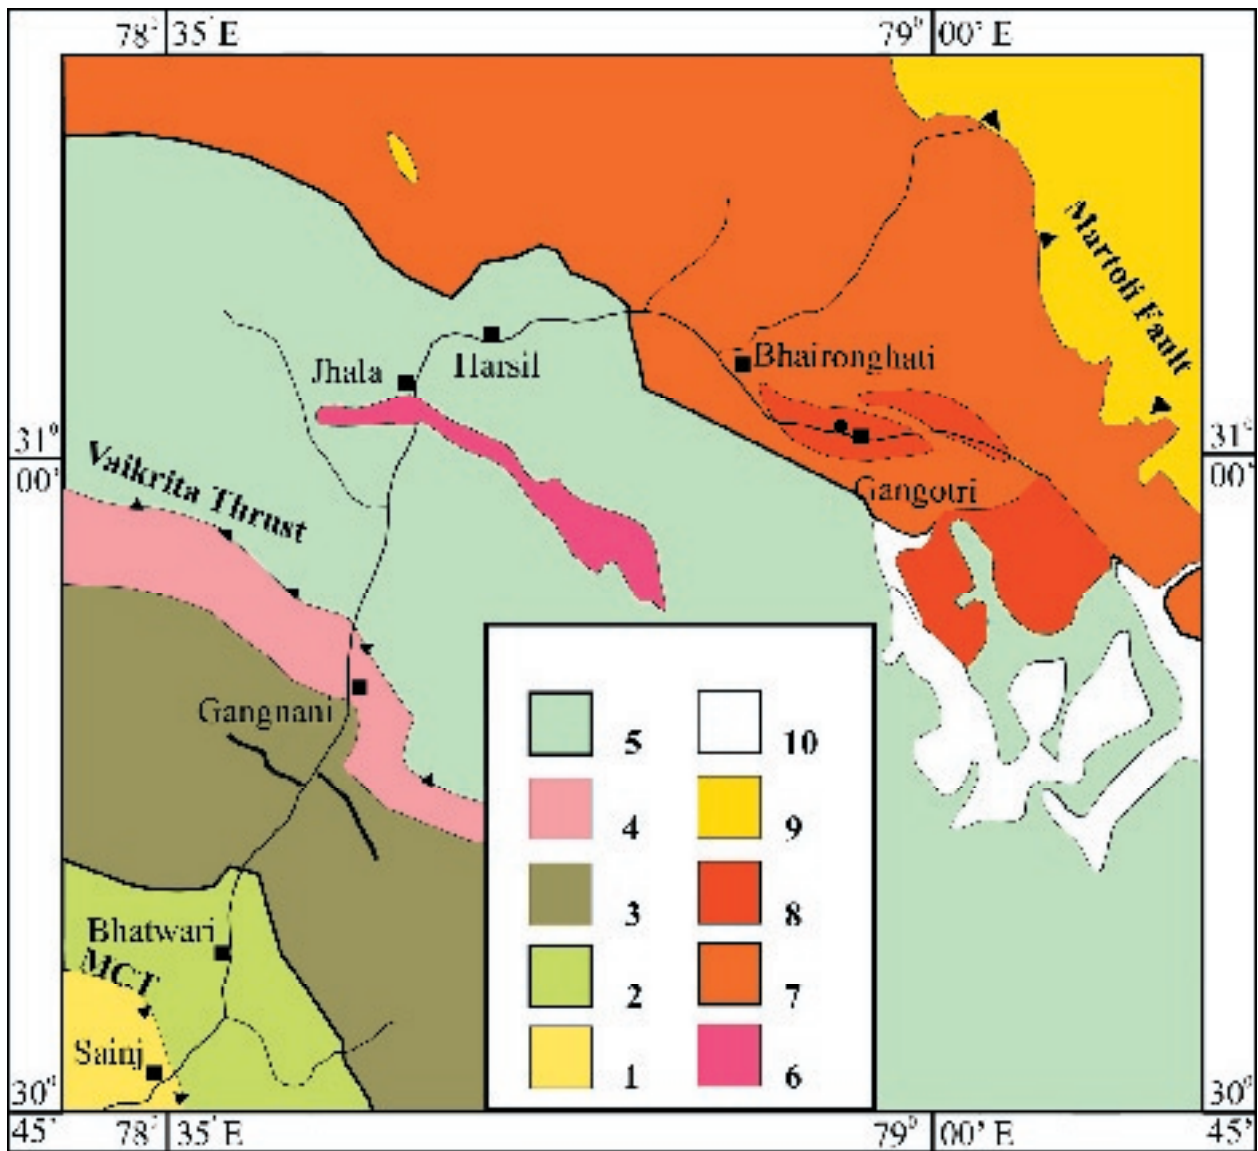 78° 35' E
79° 00' E
Martoli Fault
Bhaironghati
Harsil
Jhala
31° 00'
31° 00'
Vaikrita Thrust
Gangotri
Gangnani
5
10
4
9
3
8
2
7
1
6
Bhatwari
MCT
Sainj
30° 45'
30° 45'
78° 35' E
79° 00' E